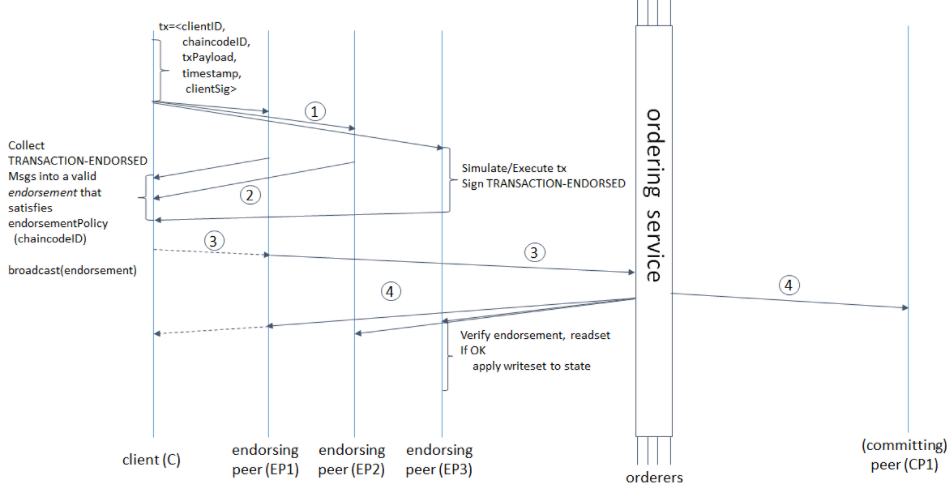 tx=<clientID,
chaincodeID,
txPayload,
timestamp,
clientSig>
1
Collect
TRANSACTION-ENDORSED
Msgs into a valid
endorsement that
satisfies
endorsementPolicy
(chaincodeID)
broadcast(endorsement)
2
Simulate/Execute tx
Sign TRANSACTION-ENDORSED
3
3
4
4
Verify endorsement, readset
If OK
apply writeset to state
ordering service
client (C)
endorsing
peer (EP1)
endorsing
peer (EP2)
endorsing
peer (EP3)
orderers
(committing)
peer (CP1)